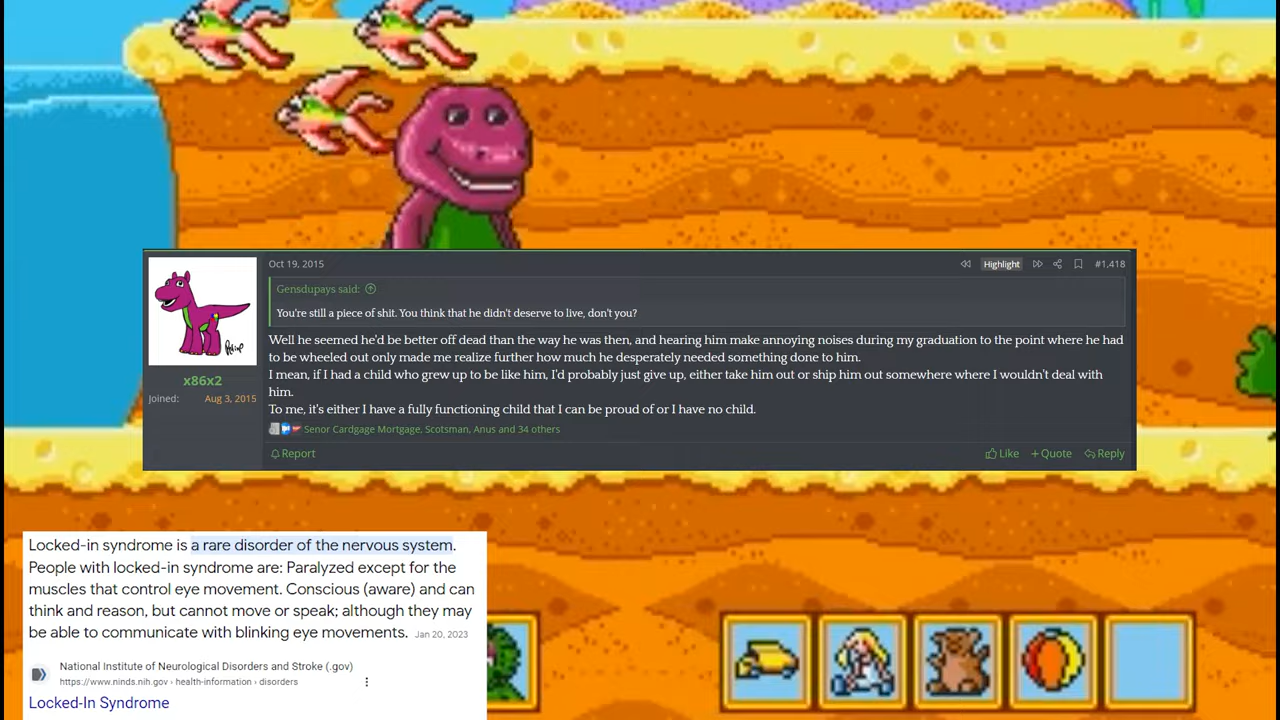 Oct 19, 2015
Highlight
#1,418
Gensdupays said:
You're still a piece of shit. You think that he didn't deserve to live, don't you?
Well he seemed he'd be better off dead than the way he was then, and hearing him make annoying noises during my graduation to the point where he had
to be wheeled out only made me realize further how much he desperately needed something done to him.
I mean, if I had a child who grew up to be like him, I'd probably just give up, either take him out or ship him out somewhere where I wouldn't deal with
him.
To me, it's either I have a fully functioning child that I can be proud of or I have no child.
x86x2
Joined: Aug 3, 2015
Senor Cardgage Mortgage, Scotsman, Anus and 34 others
Report
Like + Quote Reply
Locked-in syndrome is a rare disorder of the nervous system.
People with locked-in syndrome are: Paralyzed except for the
muscles that control eye movement. Conscious (aware) and can
think and reason, but cannot move or speak; although they may
be able to communicate with blinking eye movements. Jan 20, 2023
National Institute of Neurological Disorders and Stroke (.gov)
https://www.ninds.nih.gov › health-information › disorders
Locked-In Syndrome